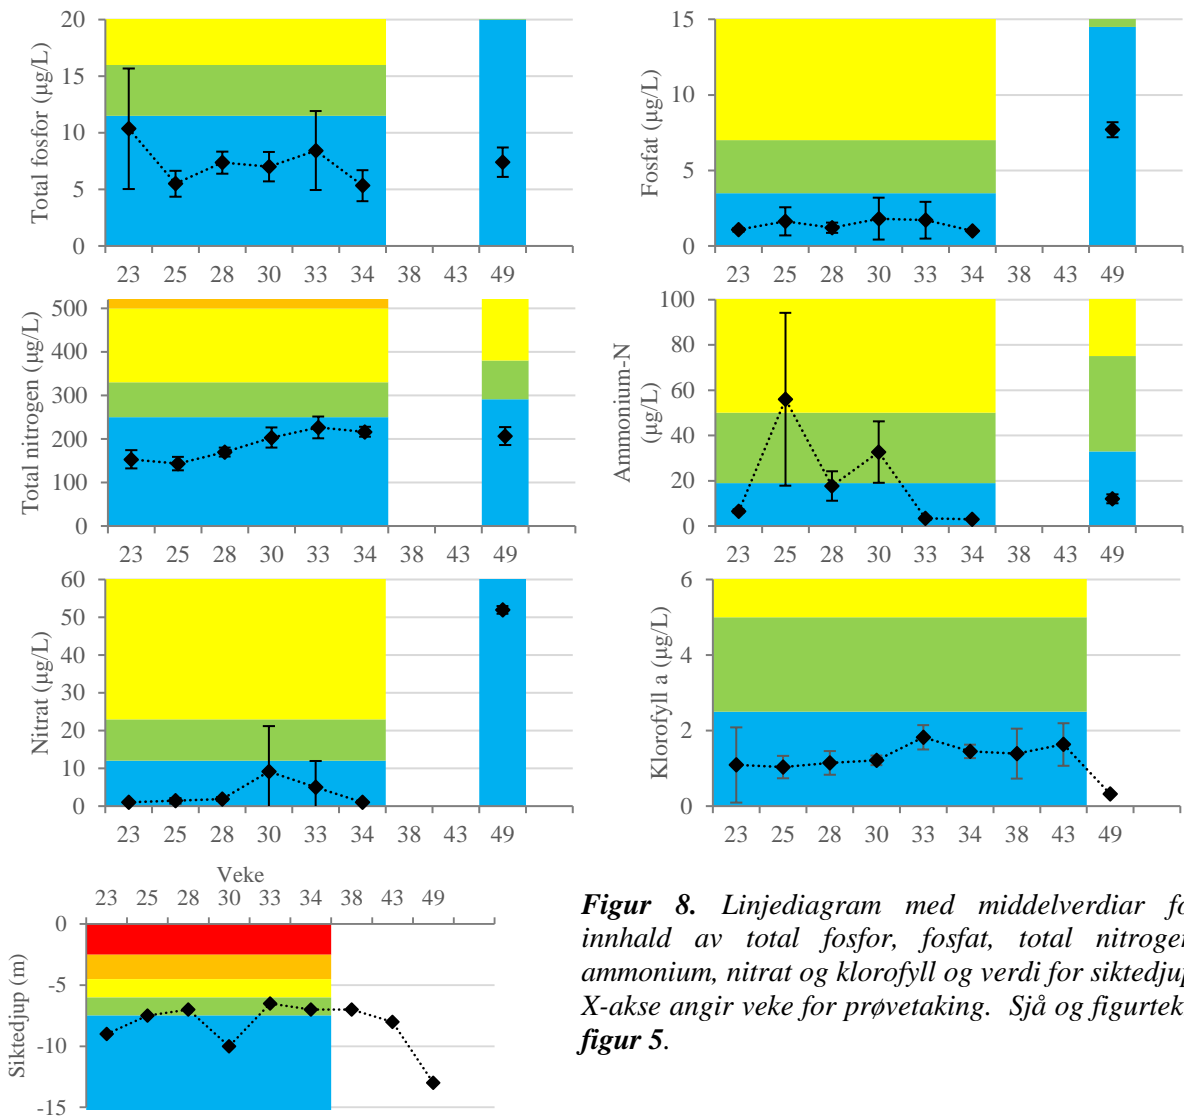 20
15
10
5
0
Total fosfor (µg/L)
23 25 28 30 33 34 38 43 49
15
10
5
0
Fosfat (µg/L)
23 25 28 30 33 34 38 43 49
500
400
300
200
100
0
Total nitrogen (µg/L)
23 25 28 30 33 34 38 43 49
100
80
60
40
20
0
Ammonium-N
(µg/L)
23 25 28 30 33 34 38 43 49
60
50
40
30
20
10
0
Nitrat (µg/L)
23 25 28 30 33 34 38 43 49
6
4
2
0
Klorofyll a (µg/L)
23 25 28 30 33 34 38 43 49
Veke
23 25 28 30 33 34 38 43 49
0
-5
-10
-15
Siktedjup (m)
Figur 8. Linjediagram med middelverdiar fo
innhald av total fosfor, fosfat, total nitrogen
ammonium, nitrat og klorofyll og verdi for siktedjup
X-akse angir veke for prøvetaking. Sjå og figurtek
figur 5.